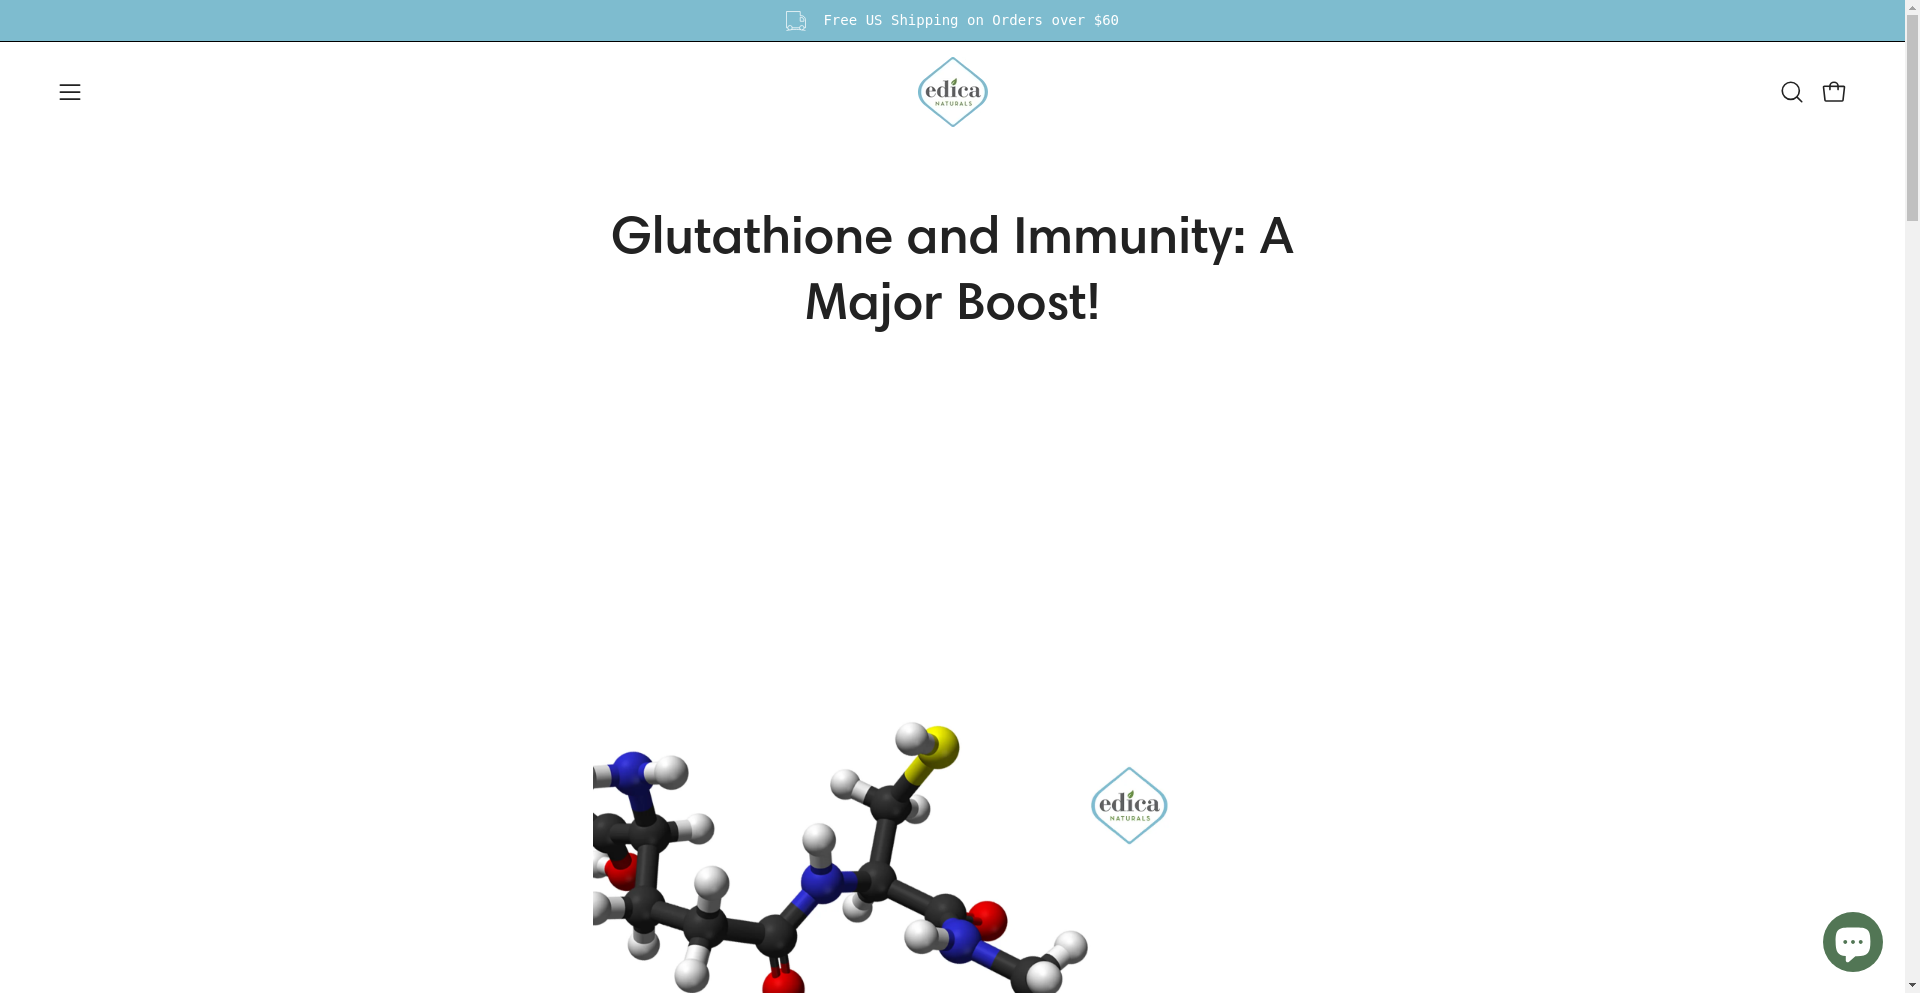 Free US Shipping on Orders over $60
edica
NATURALS
Glutathione and Immunity: A
Major Boost!
edica
NATURALS